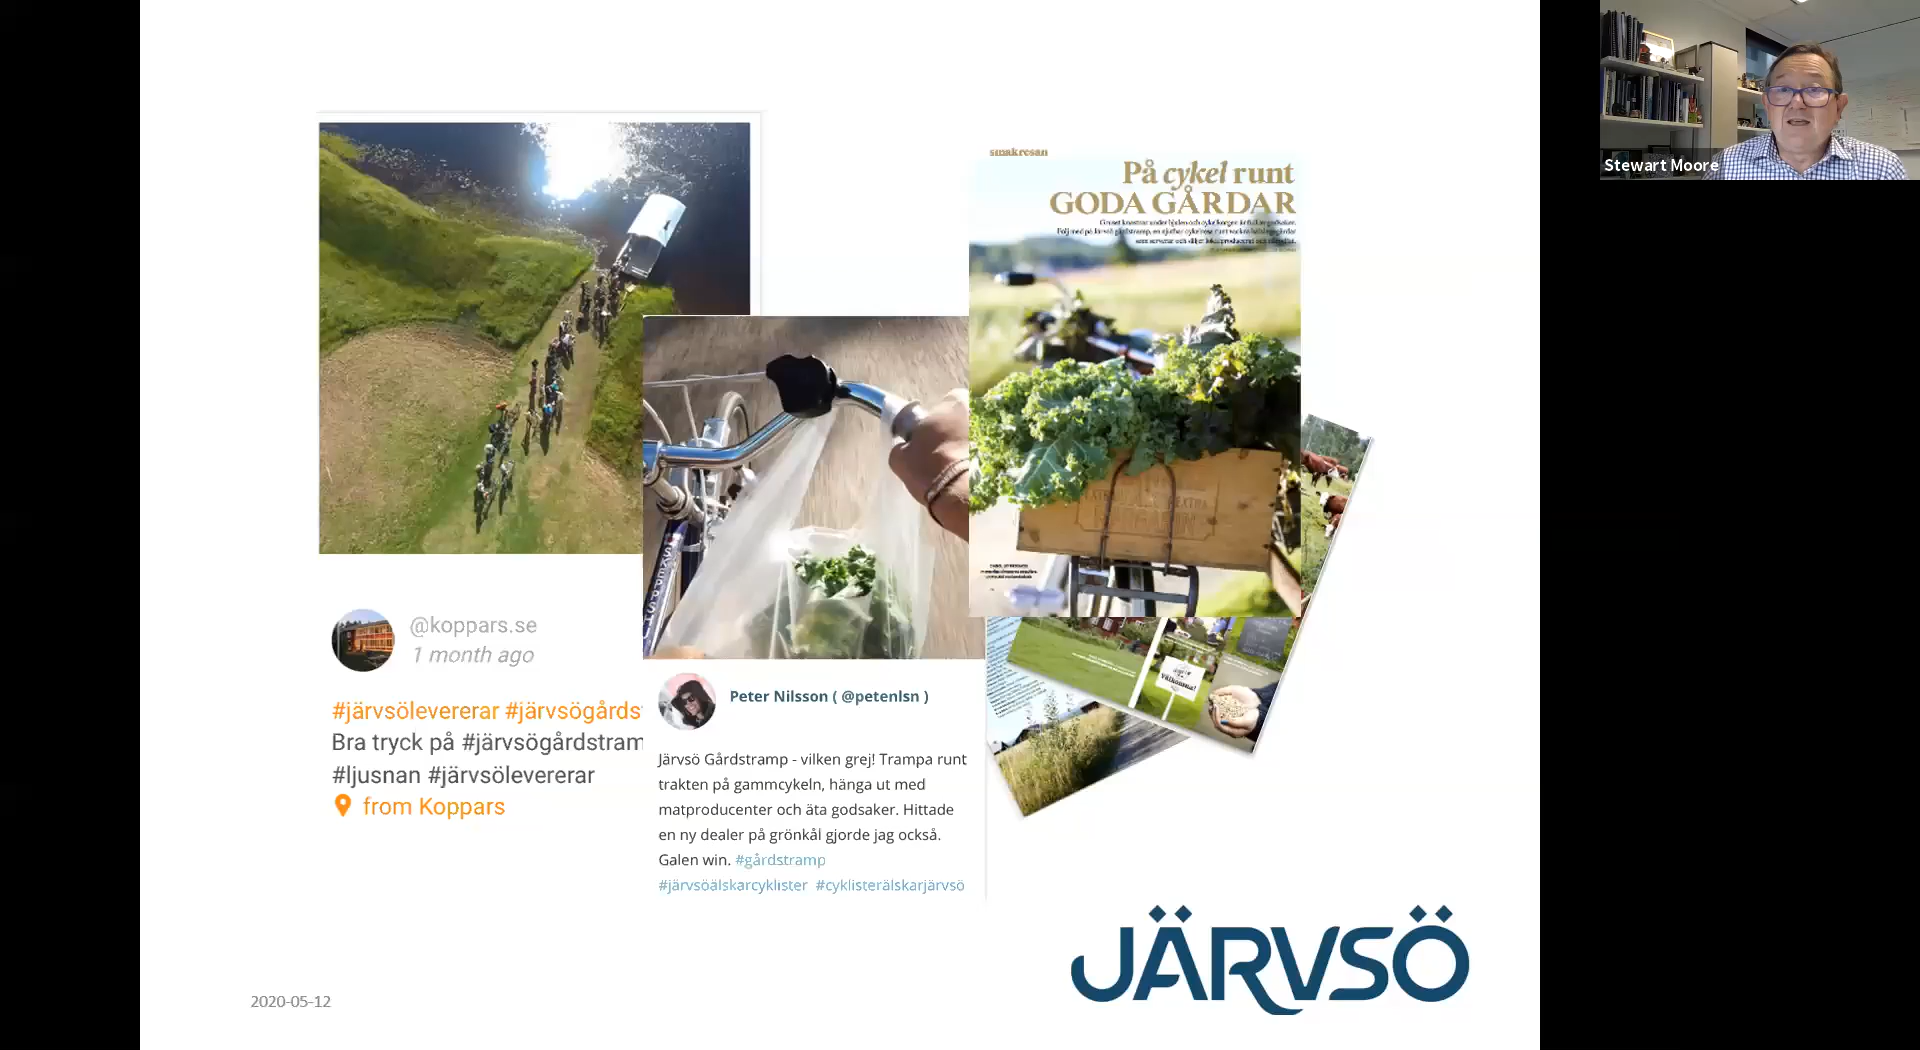 Stewart Moore
smakresan
På cykel runt
GODA GÅRDAR
@koppars.se
1 month ago
#järvsölevererar #järvsögårdst
Bra tryck på #järvsögårdstram
#ljusnan #järvsölevererar
from Koppars
Peter Nilsson ( @petenlsn )
Järvsö Gårdstramp - vilken grej! Trampa runt
trakten på gammcykeln, hänga ut med
matproducenter och äta godsaker. Hittade
en ny dealer på grönkål gjorde jag också.
Galen win. #gårdstramp
#järvsöälskarcyklister #cyklisterälskarjärvsö
Välkomna!
JÄRVSÖ
2020-05-12